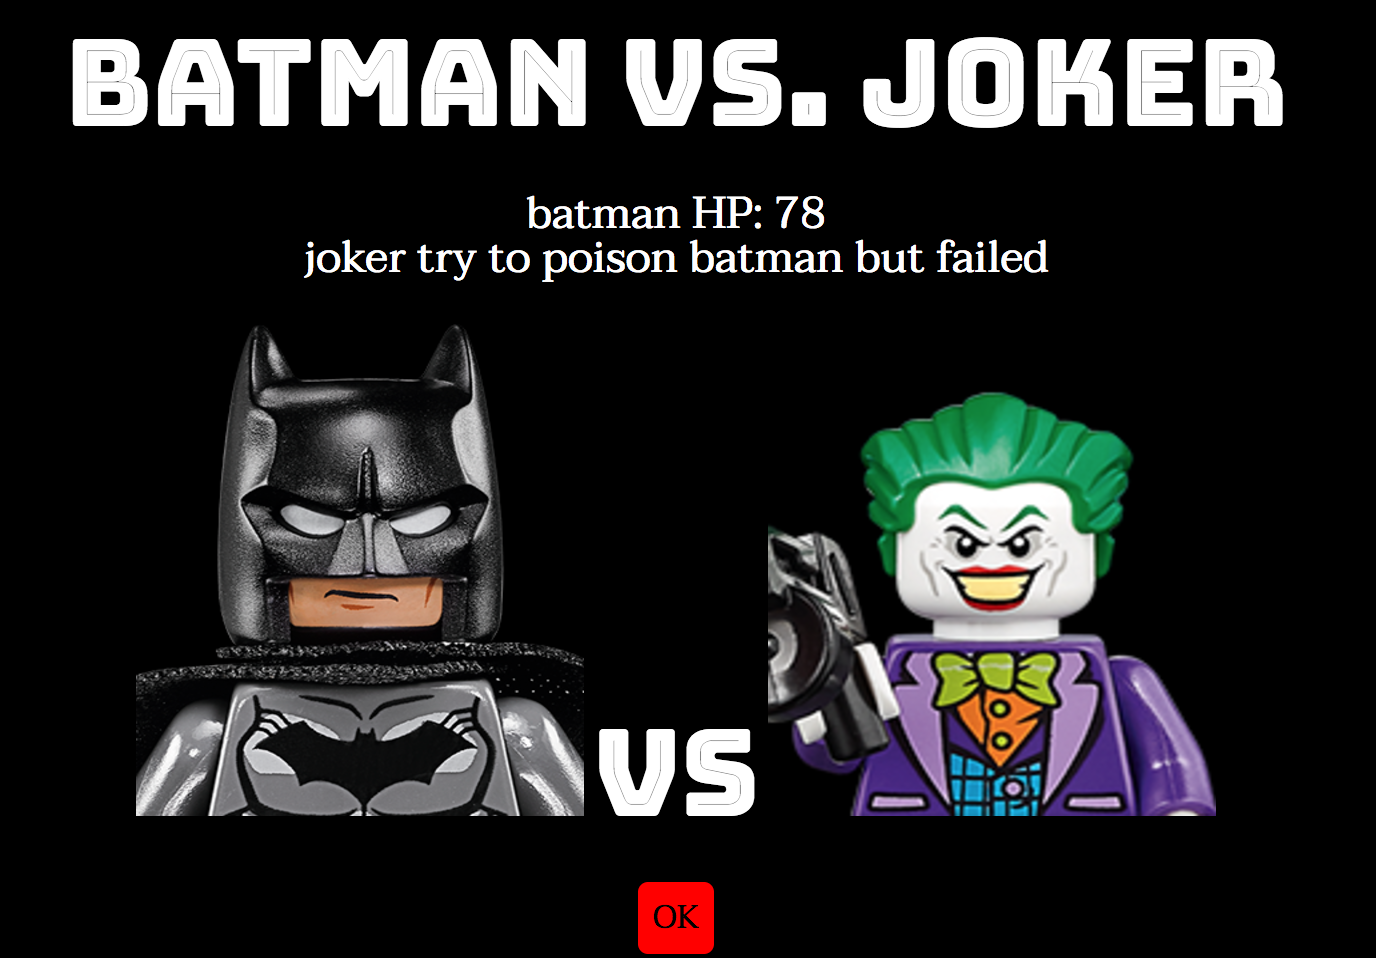 BATMAN VS. JOKER
batman HP: 78
joker try to poison batman but failed
VS
OK